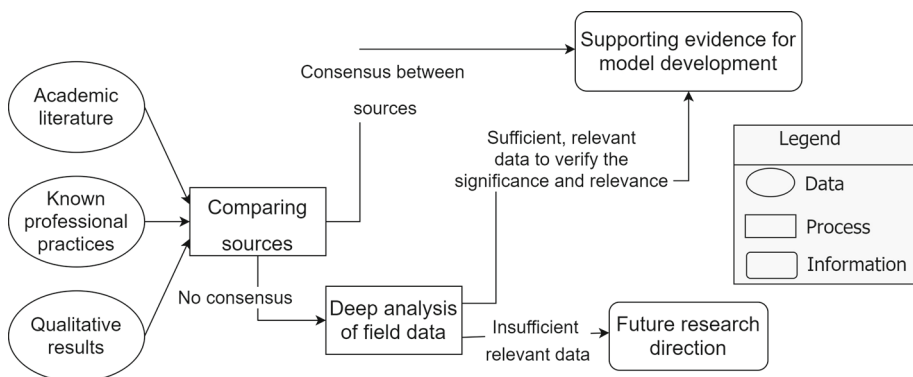 Academic
literature
Known
professional
practices
Qualitative
results
Comparing
sources
Consensus between
sources
No consensus
Deep analysis
of field data
Sufficient, relevant
data to verify the
significance and relevance
Insufficient
relevant data
Supporting evidence for
model development
Future research
direction
Legend
Data
Process
Information